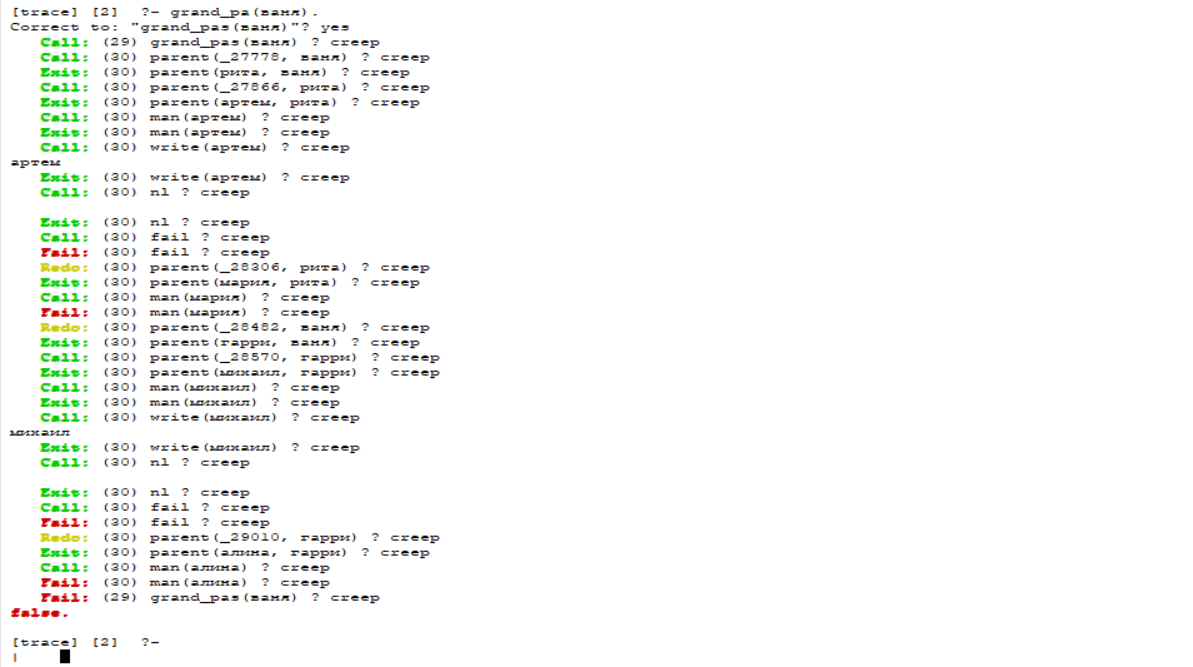 [trace] [2]  ?- grand_pa(ваня).
Correct to: "grand_pas(ваня)"? yes
   Call: (29) grand_pas(ваня) ? creep
   Call: (30) parent(_27778, ваня) ? creep
   Exit: (30) parent(рита, ваня) ? creep
   Call: (30) parent(_27866, рита) ? creep
   Exit: (30) parent(артем, рита) ? creep
   Call: (30) man(артем) ? creep
   Exit: (30) man(артем) ? creep
   Call: (30) write(артем) ? creep
артем
   Exit: (30) write(артем) ? creep
   Call: (30) nl ? creep

   Exit: (30) nl ? creep
   Call: (30) fail ? creep
   Fail: (30) fail ? creep
   Redo: (30) parent(_28306, рита) ? creep
   Exit: (30) parent(мария, рита) ? creep
   Call: (30) man(мария) ? creep
   Fail: (30) man(мария) ? creep
   Redo: (30) parent(_28482, ваня) ? creep
   Exit: (30) parent(гарри, ваня) ? creep
   Call: (30) parent(_28570, гарри) ? creep
   Exit: (30) parent(михаил, гарри) ? creep
   Call: (30) man(михаил) ? creep
   Exit: (30) man(михаил) ? creep
   Call: (30) write(михаил) ? creep
михаил
   Exit: (30) write(михаил) ? creep
   Call: (30) nl ? creep

   Exit: (30) nl ? creep
   Call: (30) fail ? creep
   Fail: (30) fail ? creep
   Redo: (30) parent(_29010, гарри) ? creep
   Exit: (30) parent(алина, гарри) ? creep
   Call: (30) man(алина) ? creep
   Fail: (30) man(алина) ? creep
   Fail: (29) grand_pas(ваня) ? creep
false.

[trace] [2]  ?-
|